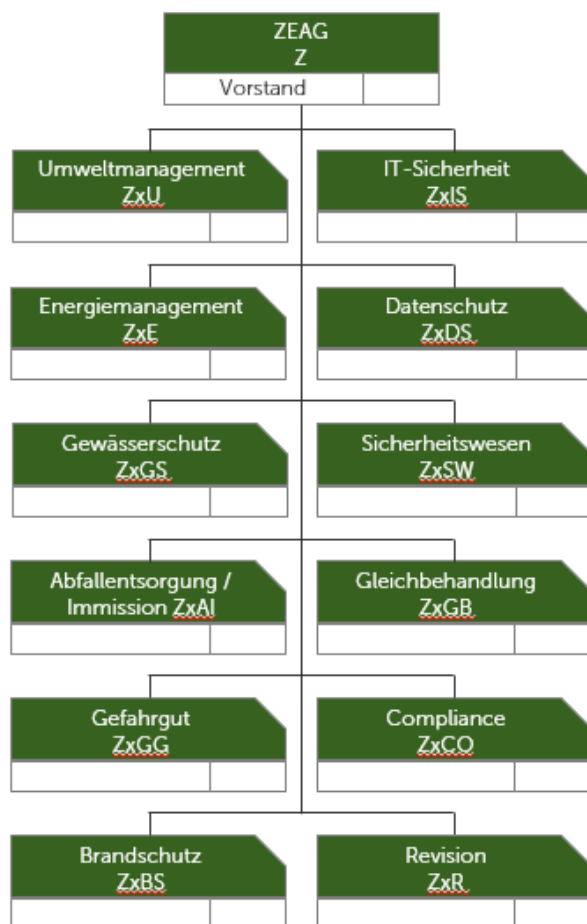 ZEAG
Z
Vorstand
Umweltmanagement
ZxU
IT-Sicherheit
ZxIS
Energiemanagement
ZxE
Datenschutz
ZxDS
Gewässerschutz
ZxGS
Sicherheitswesen
ZxSW
Abfallentsorgung /
Immission ZxAI
Gleichbehandlung
ZxGB
Gefahrgut
ZxGG
Compliance
ZxCO
Brandschutz
ZxBS
Revision
ZxR